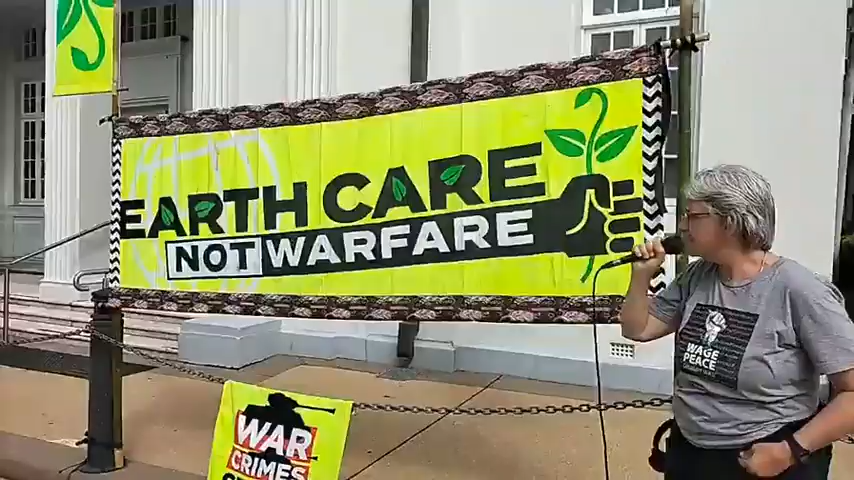 EARTH CARE
NOT WARFARE
WAGE
PEACE
WAR
CRIMES